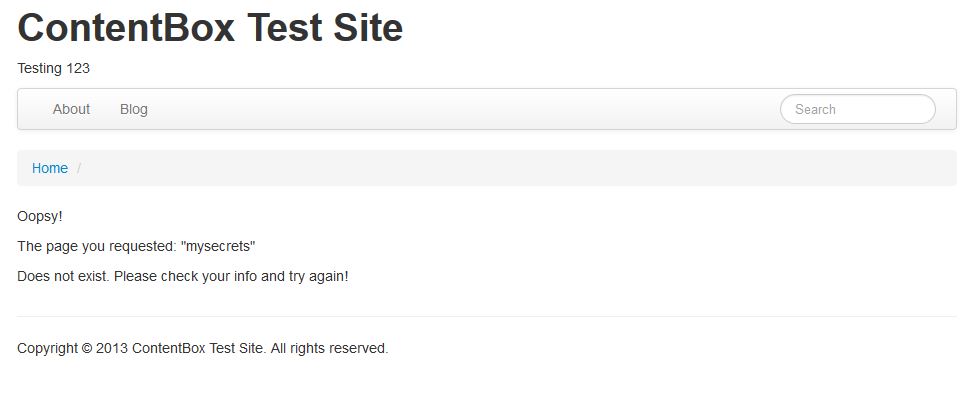 ContentBox Test Site
Testing 123
About Blog Search
Home /
Oopsy!
The page you requested: "mysecrets"
Does not exist. Please check your info and try again!
Copyright © 2013 ContentBox Test Site. All rights reserved.